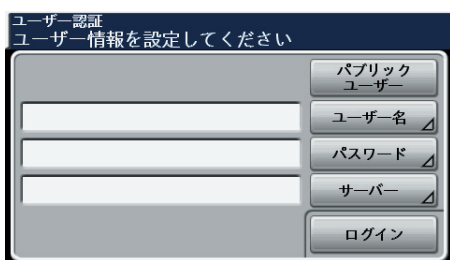 ユーザー認証
ユーザー情報を設定してください
パブリック
ユーザー
ユーザー名
パスワード
サーバー
ログイン